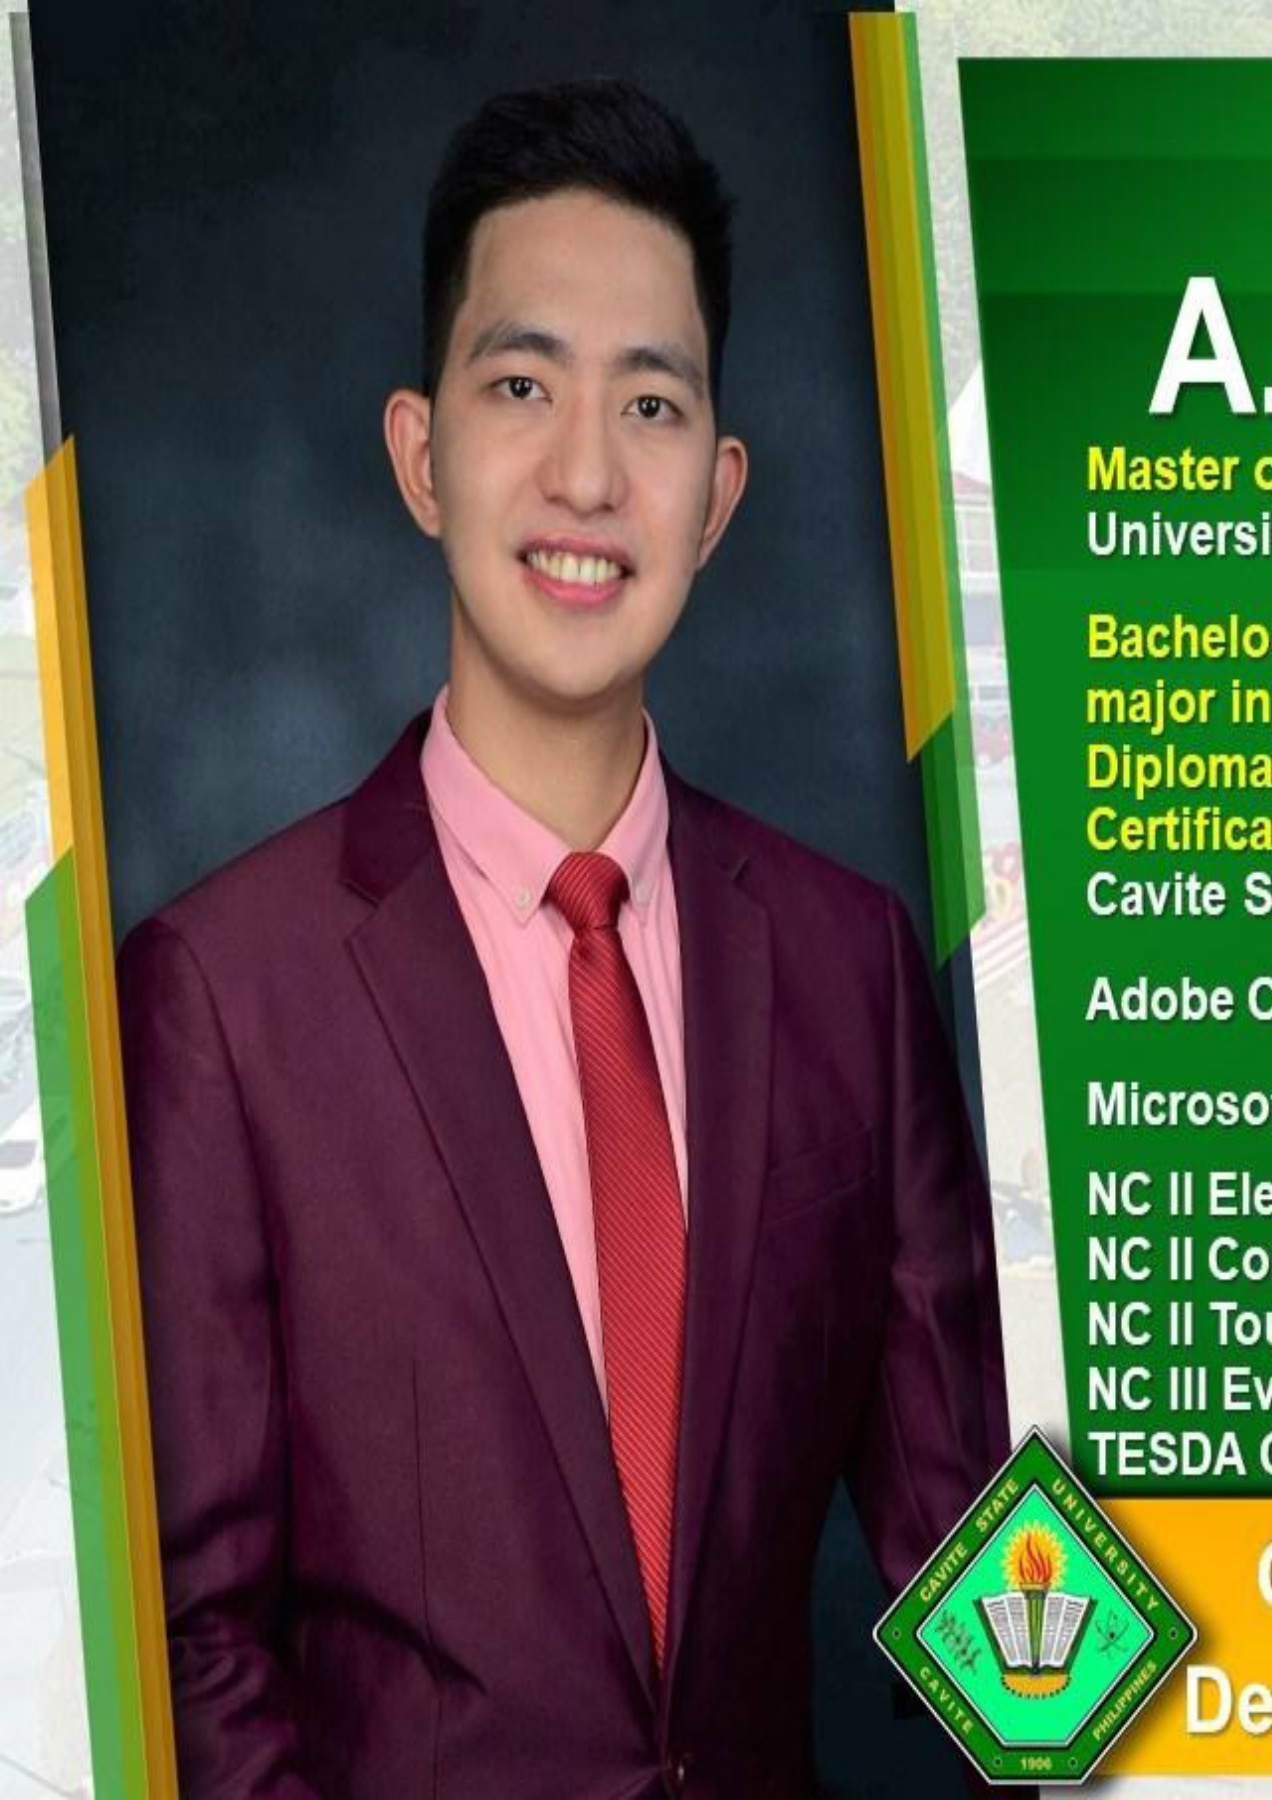 A.
Master o
Universi
Bachelo
major in
Diploma
Certifica
Cavite S
Adobe C
Microso
NC II Ele
NC II Co
NC II Tou
NC III Ev
TESDA C
De
CAVITE STATE UNIVERSITY
CAVITE PHILIPPINES
1906